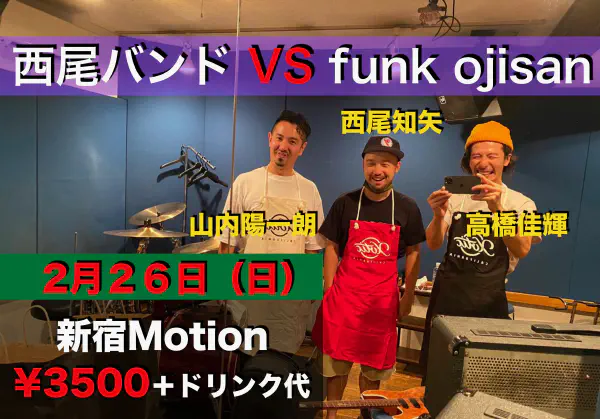 西尾バンド VS funk ojisan
西尾知矢
山内陽一朗
高橋佳輝
2月26日（日）
新宿Motion
¥3500+ドリンク代